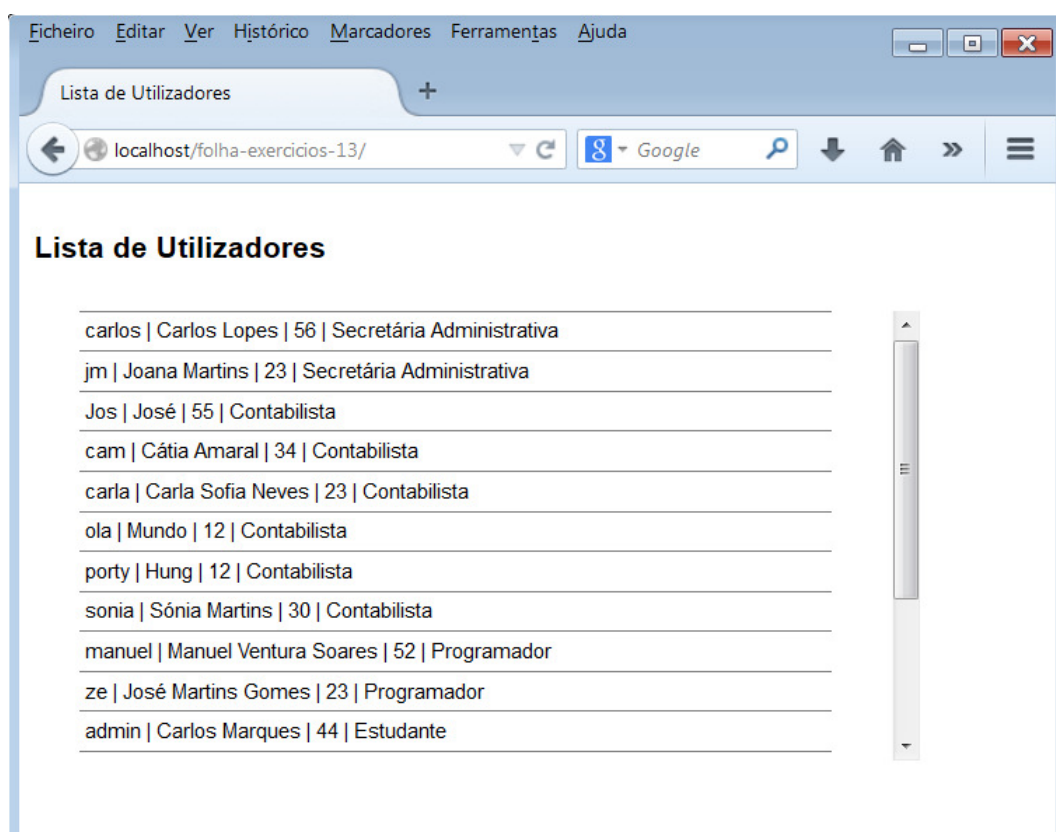 Ficheiro Editar Ver Histórico Marcadores Ferramentas Ajuda
Lista de Utilizadores +
localhost/folha-exercicios-13/ 8 Google
Lista de Utilizadores
carlos | Carlos Lopes | 56 | Secretária Administrativa
jm | Joana Martins | 23 | Secretária Administrativa
Jos | José | 55 | Contabilista
cam | Cátia Amaral | 34 | Contabilista
carla | Carla Sofia Neves | 23 | Contabilista
ola | Mundo | 12 | Contabilista
porty | Hung | 12 | Contabilista
sonia | Sónia Martins | 30 | Contabilista
manuel | Manuel Ventura Soares | 52 | Programador
ze | José Martins Gomes | 23 | Programador
admin | Carlos Marques | 44 | Estudante